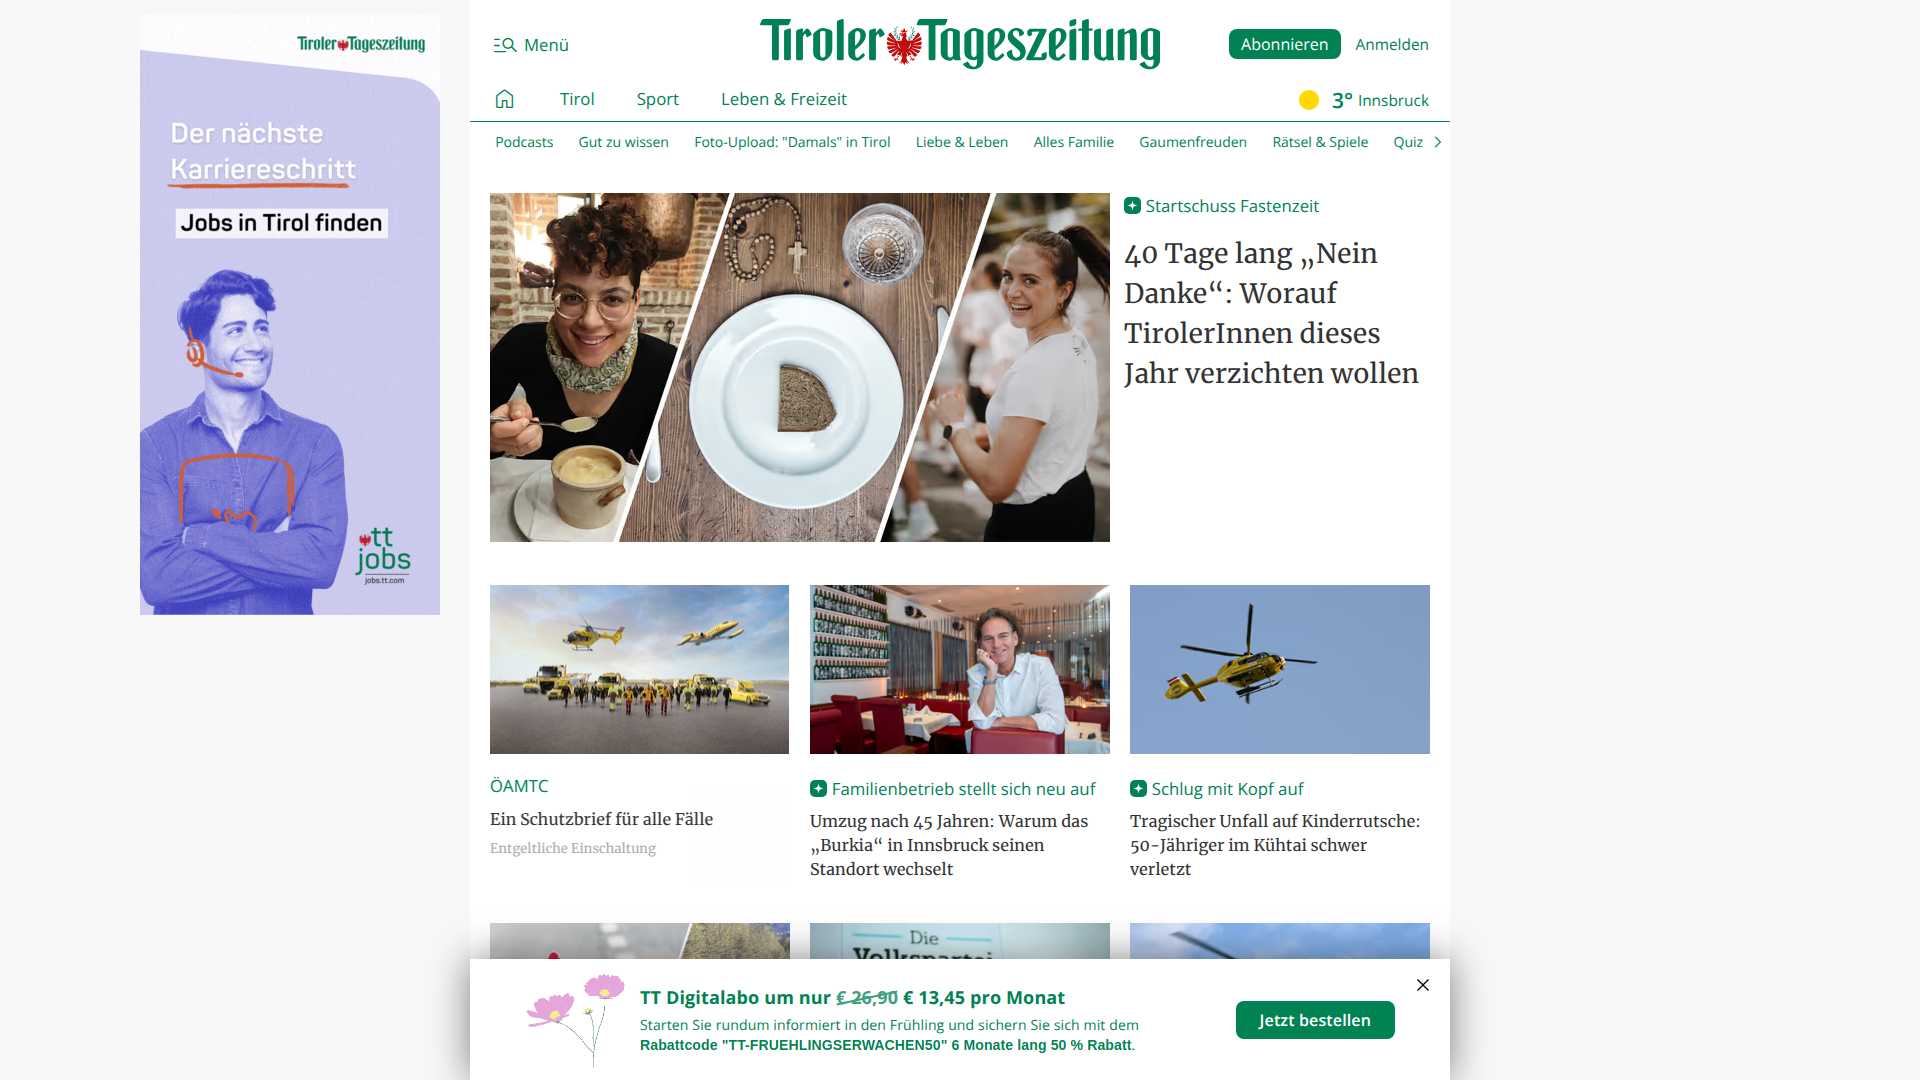 Tiroler Tageszeitung
Der nächste
Karriereschritt
Jobs in Tirol finden
tt
jobs
jobs.tt.com
Menü
Tiroler Tageszeitung
Abonnieren
Anmelden
Tirol
Sport
Leben & Freizeit
3° Innsbruck
Podcasts
Gut zu wissen
Foto-Upload: "Damals" in Tirol
Liebe & Leben
Alles Familie
Gaumenfreuden
Rätsel & Spiele
Quiz
Startschuss Fastenzeit
40 Tage lang „Nein
Danke“: Worauf
TirolerInnen dieses
Jahr verzichten wollen
ÖAMTC
Ein Schutzbrief für alle Fälle
Entgeltliche Einschaltung
Familienbetrieb stellt sich neu auf
Umzug nach 45 Jahren: Warum das
„Burkia“ in Innsbruck seinen
Standort wechselt
Schlug mit Kopf auf
Tragischer Unfall auf Kinderrutsche:
50-Jähriger im Kühtai schwer
verletzt
Die
Volkspartei
TT Digitalabo um nur € 26,90 € 13,45 pro Monat
Starten Sie rundum informiert in den Frühling und sichern Sie sich mit dem
Rabattcode "TT-FRUEHLINGSERWACHEN50" 6 Monate lang 50 % Rabatt.
Jetzt bestellen